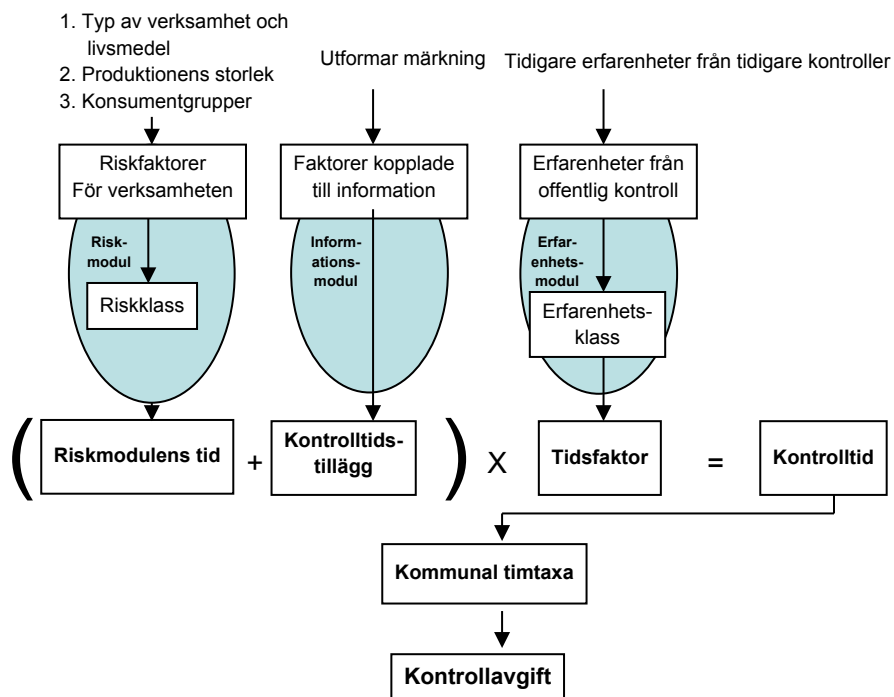 1. Typ av verksamhet och
livsmedel
2. Produktionens storlek
3. Konsumentgrupper
Utformar märkning
Tidigare erfarenheter från tidigare kontroller
Riskfaktorer
För verksamheten
Faktorer kopplade
till information
Erfarenheter från
offentlig kontroll
Risk-
modul
Riskklass
Inform-
ations-
modul
Erfar-
enhets-
modul
Erfarenhets-
klass
(
Riskmodulens tid
+
Kontrolltids-
tillägg
)
X
Tidsfaktor
=
Kontrolltid
Kommunal timtaxa
Kontrollavgift